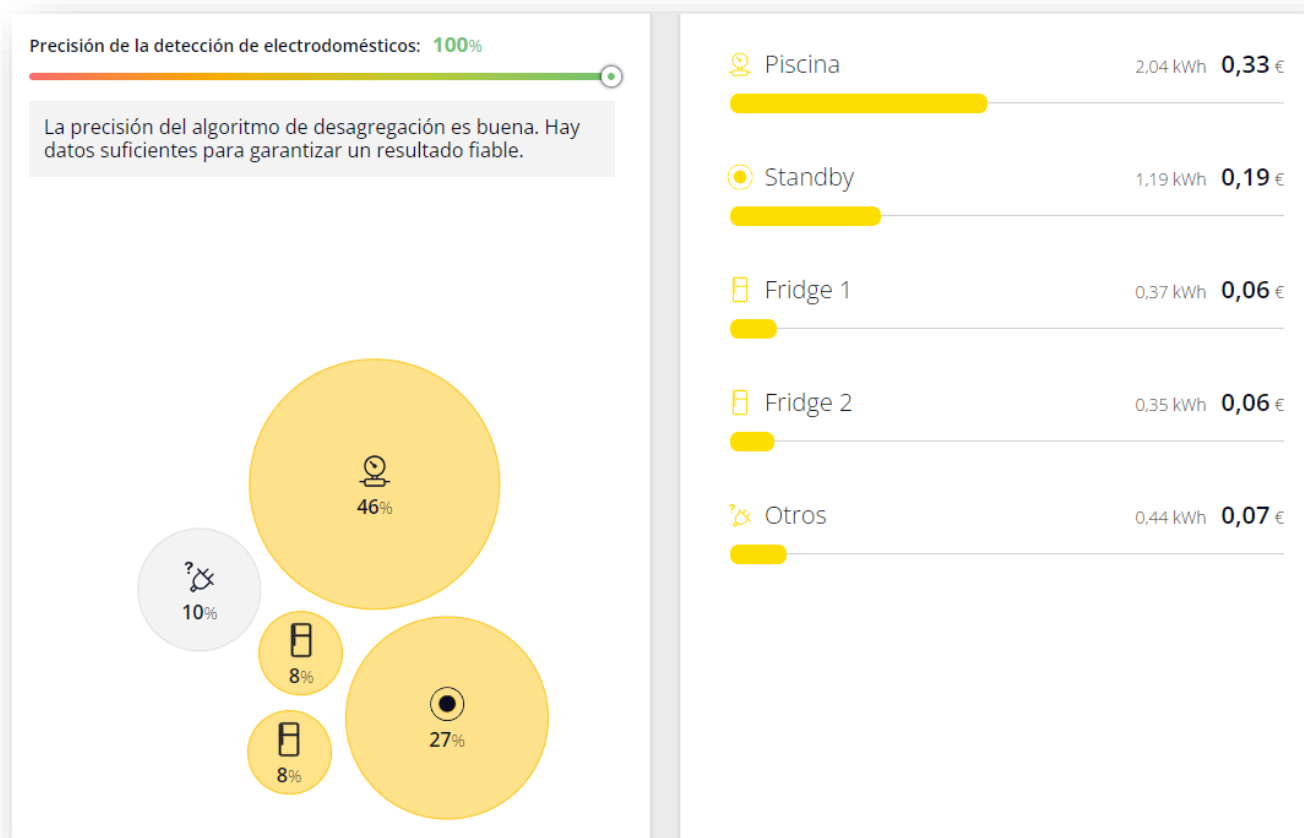 Precisión de la detección de electrodomésticos: 100%
La precisión del algoritmo de desagregación es buena. Hay
datos suficientes para garantizar un resultado fiable.
46%
?
10%
8%
27%
8%
Piscina 2,04 kWh 0,33 €
Standby 1,19 kWh 0,19 €
Fridge 1 0,37 kWh 0,06 €
Fridge 2 0,35 kWh 0,06 €
? Otros 0,44 kWh 0,07 €